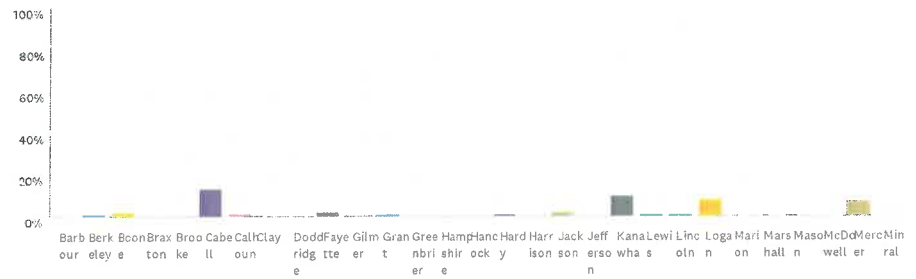 100%
80%
60%
40%
20%
0%
Barb Berk Boon Brax Broo Cabe Calh Clay Dodd Faye Gilm Gran Gree Hamp Hanc Hard Harr Jack Jeff Kana Lewi Linc Loga Mari Mars Maso McDo Merc Min
our eley e ton ke ll oun ridg tte er t nbri shir ock y ison son erso wha s oln n on hall n well er ral
e er e n